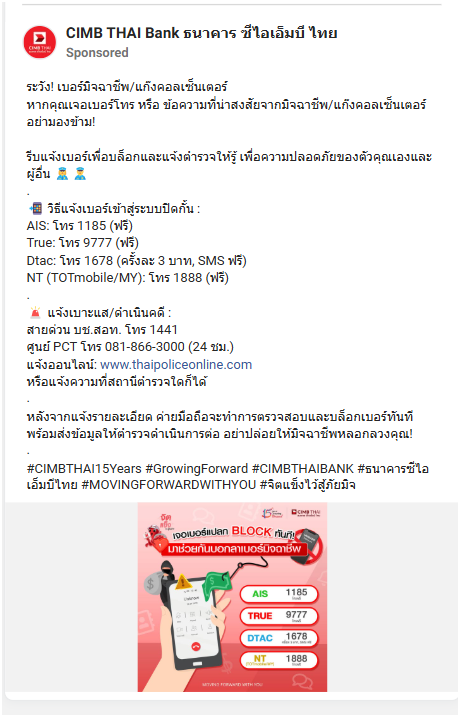 CIMB THAI Bank ธนาคาร ซีไอเอ็มบี ไทย
Sponsored
ระวัง! เบอร์มิจฉาชีพ/แก๊งคอลเซ็นเตอร์
หากคุณเจอเบอร์โทร หรือ ข้อความที่น่าสงสัยจากมิจฉาชีพ/แก๊งคอลเซ็นเตอร์
อย่ามองข้าม!
รีบแจ้งเบอร์เพื่อบล็อกและแจ้งตำรวจให้รู้ เพื่อความปลอดภัยของตัวคุณเองและ
ผู้อื่น 👮 👮
.
📲 วิธีแจ้งเบอร์เข้าสู่ระบบปิดกั้น :
AIS: โทร 1185 (ฟรี)
True: โทร 9777 (ฟรี)
Dtac: โทร 1678 (ครั้งละ 3 บาท, SMS ฟรี)
NT (TOTmobile/MY): โทร 1888 (ฟรี)
.
🚨 แจ้งเบาะแส/ดำเนินคดี :
สายด่วน บช.สอท. โทร 1441
ศูนย์ PCT โทร 081-866-3000 (24 ชม.)
แจ้งออนไลน์: www.thaipoliceonline.com
หรือแจ้งความที่สถานีตำรวจใดก็ได้
.
หลังจากแจ้งรายละเอียด ค่ายมือถือจะทำการตรวจสอบและบล็อกเบอร์ทันที
พร้อมส่งข้อมูลให้ตำรวจดำเนินการต่อ อย่าปล่อยให้มิจฉาชีพหลอกลวงคุณ!
.
#CIMBTHAI15Years #GrowingForward #CIMBTHAIBANK #ธนาคารซีไอ
เอ็มบีไทย #MOVINGFORWARDWITHYOU #จิตแข็งไว้สู้ภัยมิจ
CIMB THAI
เจอเบอร์แปลก BLOCK ทันที!
มาช่วยกันบอกลาเบอร์มิจฉาชีพ
AIS 1185
TRUE 9777
DTAC 1678
NT 1888
MOVING FORWARD WITH YOU